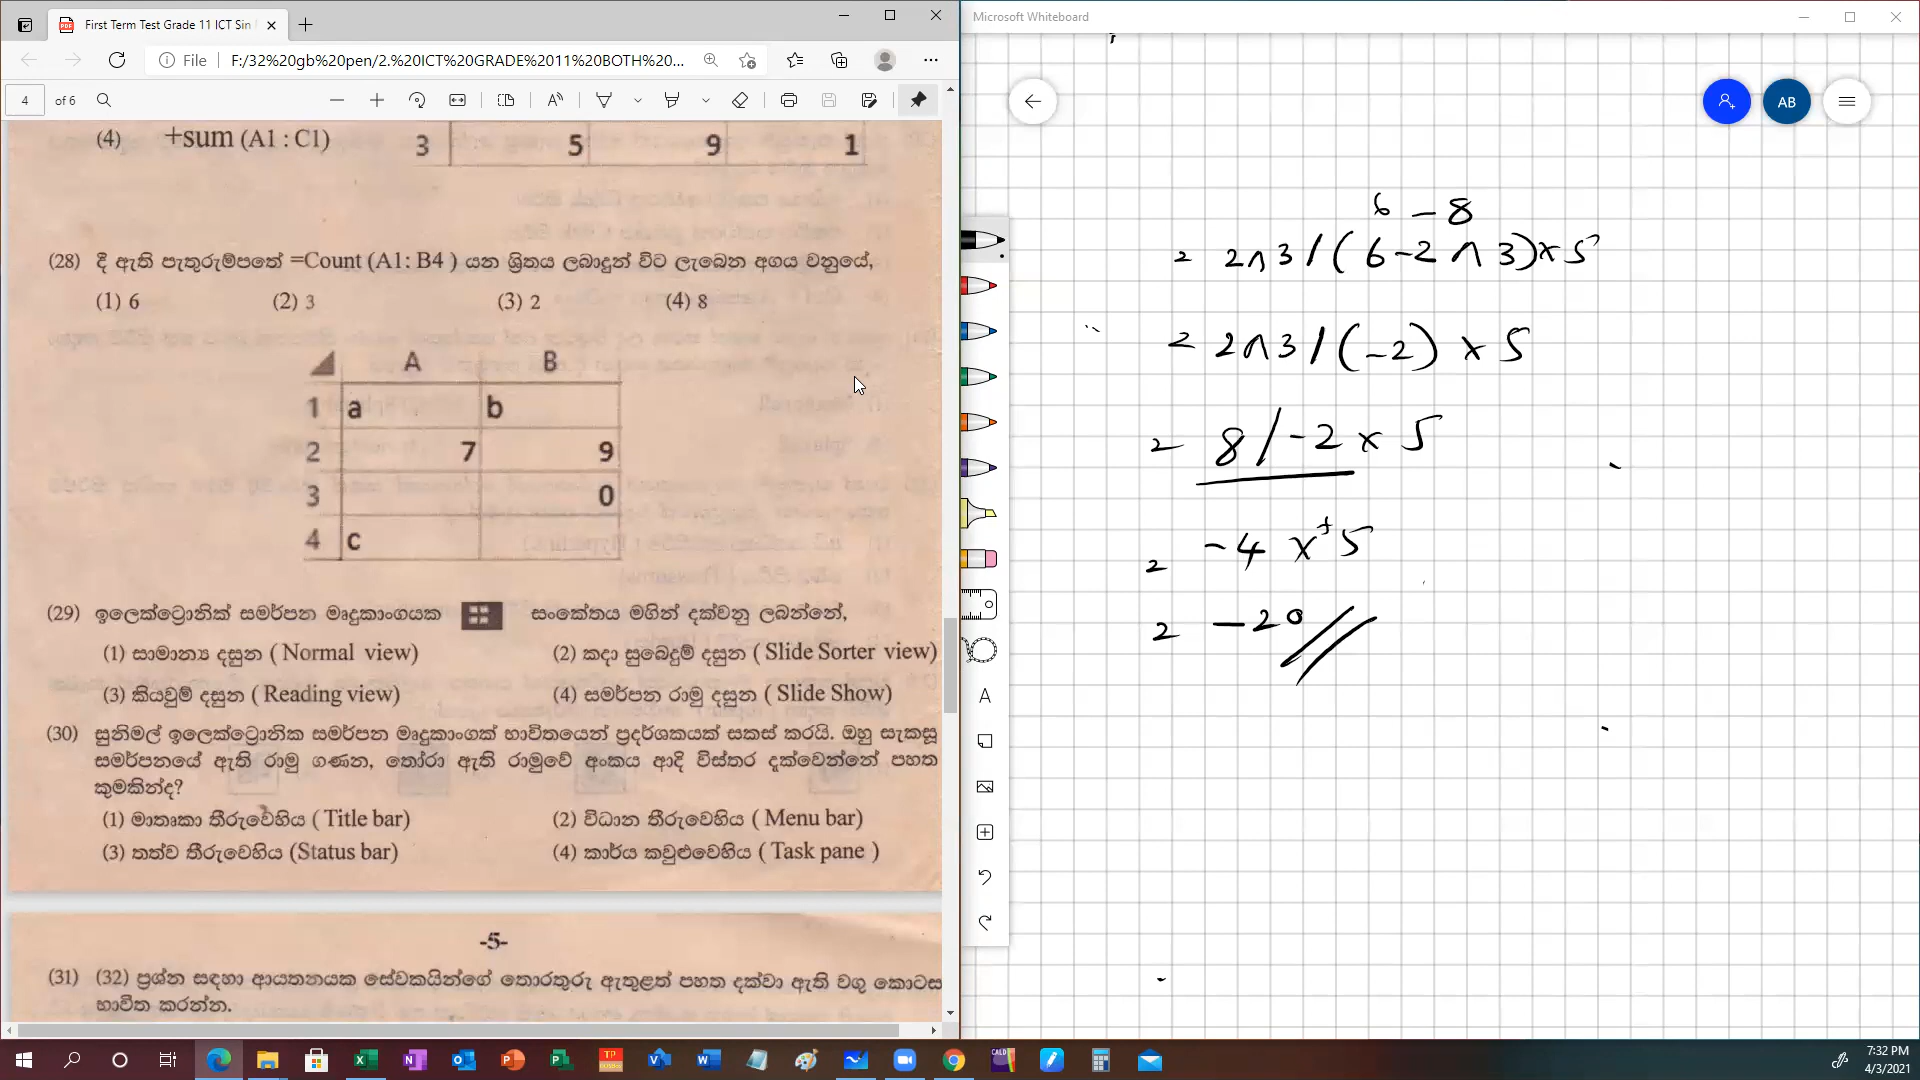 First Term Test Grade 11 ICT Sin
File
F:/32%20gb%20pen/2.%20ICT%20GRADE%2011%20BOTH%20...
4 of 6
(4) +sum (A1 : C1)
3 5 9 1
(28) දී ඇති පැතුරුම්පතේ =Count (A1: B4 ) යන ශ්‍රිතය ලබාදුන් විට ලැබෙන අගය වනුයේ,
(1) 6 (2) 3 (3) 2 (4) 8
A B
1 a b
2 7 9
3 0
4 c
(29) ඉලෙක්ට්‍රොනික් සමර්පන මෘදුකාංගයක සංකේතය මගින් දක්වනු ලබන්නේ,
(1) සාමාන්‍ය දසුන ( Normal view) (2) කදා සුබෙදුම් දසුන ( Slide Sorter view)
(3) කියවුම් දසුන ( Reading view) (4) සමර්පන රාමු දසුන ( Slide Show)
(30) සුනිමල් ඉලෙක්ට්‍රොනික සමර්පන මෘදුකාංගක් භාවිතයෙන් ප්‍රදර්ශකයක් සකස් කරයි. ඔහු සැකසූ
සමර්පනයේ ඇති රාමු ගණන, තෝරා ඇති රාමුවේ අංකය ආදි විස්තර දැක්වෙන්නේ පහත
කුමකින්ද?
(1) මාතෘකා තීරුවෙහිය ( Title bar) (2) විධාන තීරුවෙහිය ( Menu bar)
(3) තත්ව තීරුවෙහිය (Status bar) (4) කාර්ය කවුළුවෙහිය ( Task pane )
-5-
(31) (32) ප්‍රශ්න සඳහා ආයතනයක සේවකයින්ගේ තොරතුරු ඇතුළත් පහත දක්වා ඇති වගු කොටස
භාවිත කරන්න.
Microsoft Whiteboard
AB
6 - 8
= 2^3 / ( 6 - 2 ^ 3 ) x 5
= 2^3 / ( -2 ) x 5
= 8 / -2 x 5
= -4 x + 5
= -20
A
7:32 PM
4/3/2021